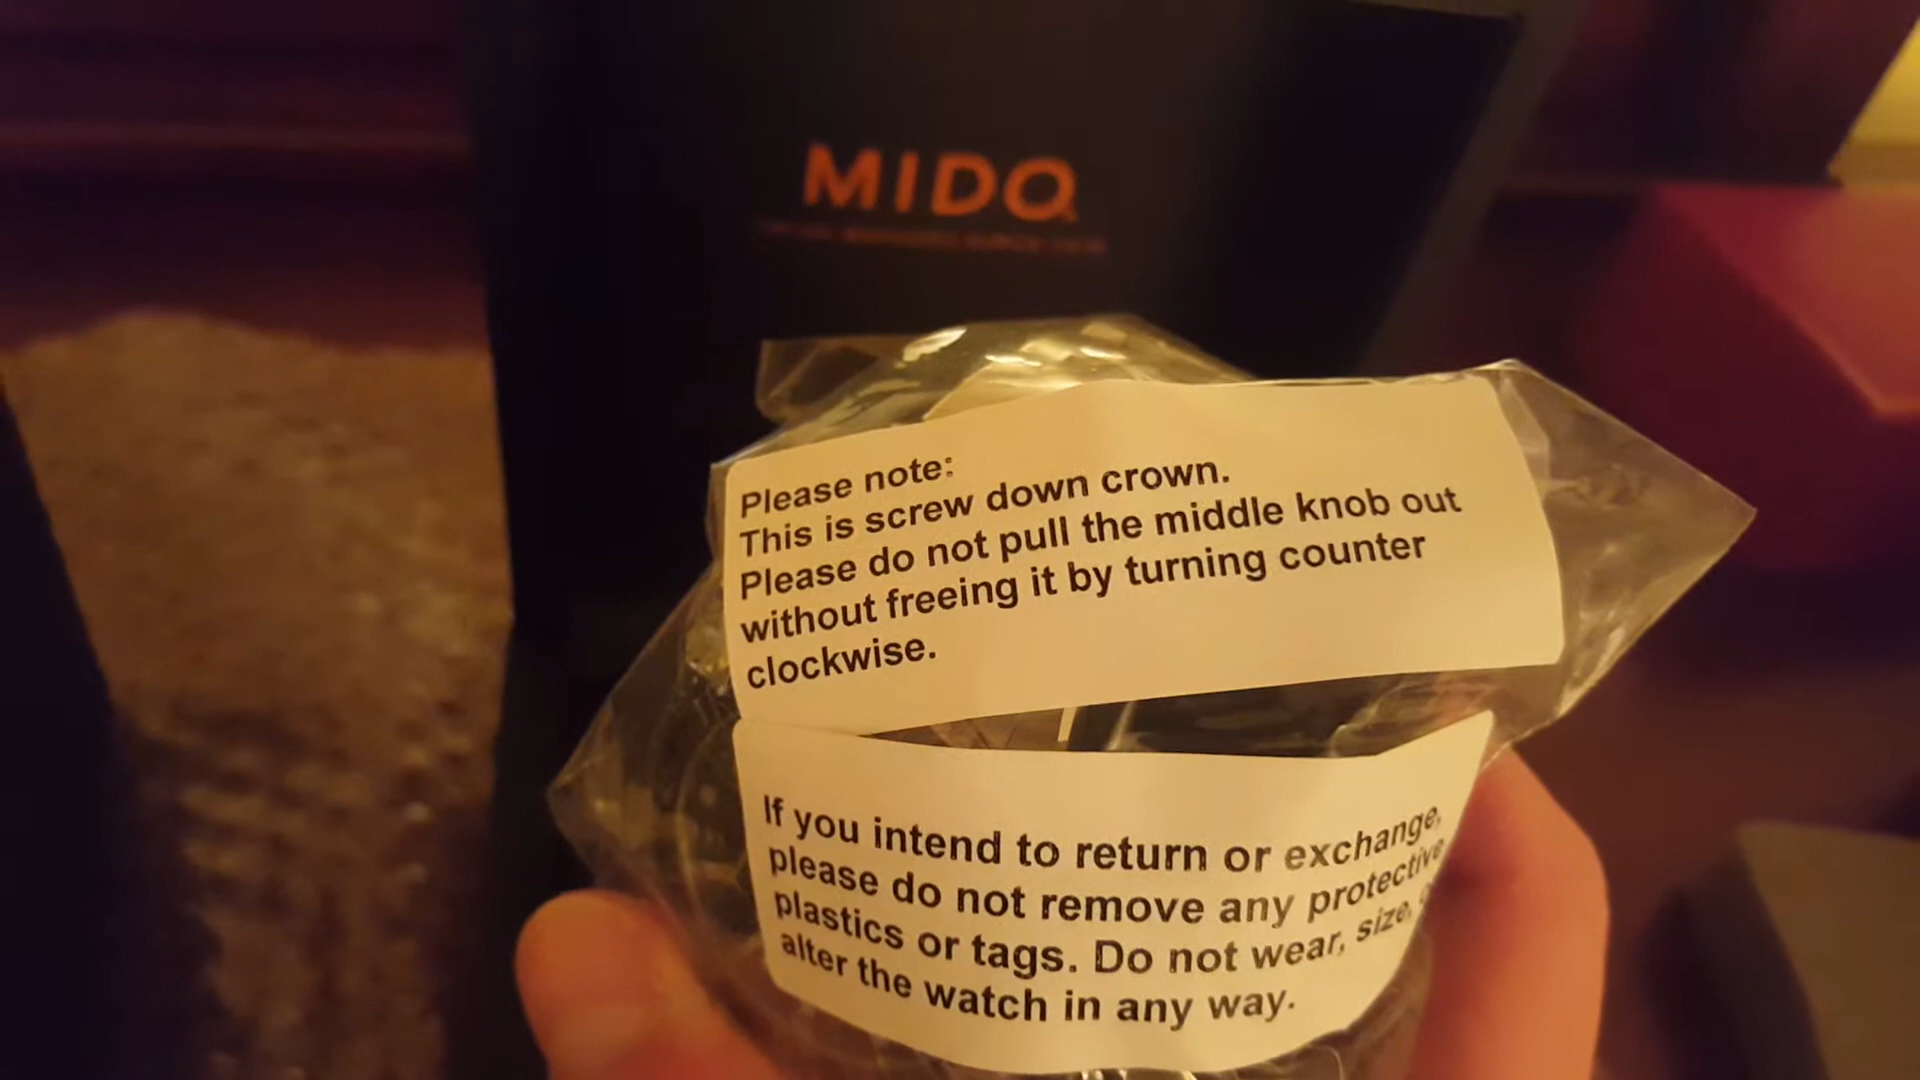 MIDO
Please note:
This is screw down crown.
Please do not pull the middle knob out
without freeing it by turning counter
clockwise.
If you intend to return or exchange,
please do not remove any protective
plastics or tags. Do not wear, size,
alter the watch in any way.